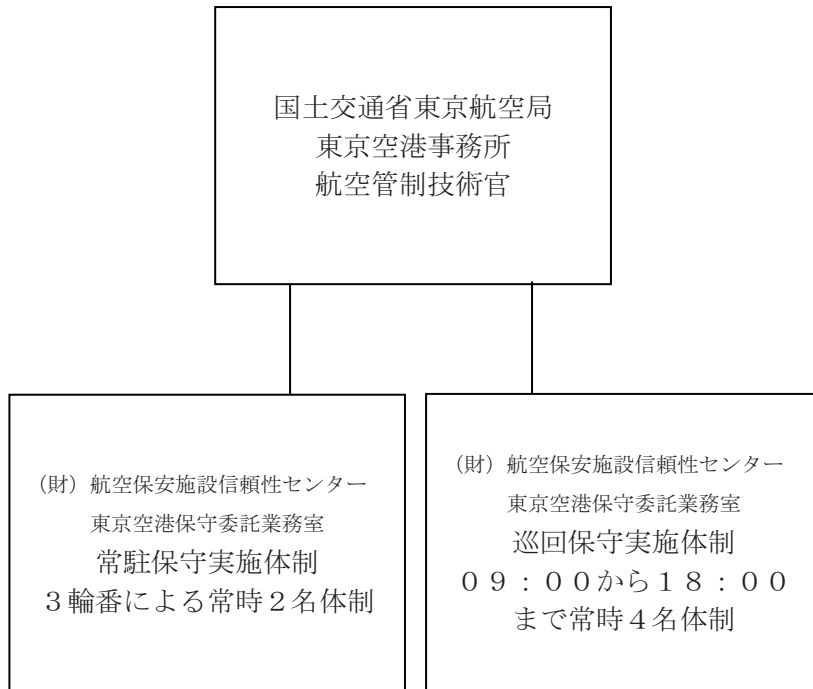 国土交通省東京航空局
東京空港事務所
航空管制技術官
（財）航空保安施設信頼性センター
東京空港保守委託業務室
常駐保守実施体制
３輪番による常時２名体制
（財）航空保安施設信頼性センター
東京空港保守委託業務室
巡回保守実施体制
０９：００から１８：００
まで常時４名体制